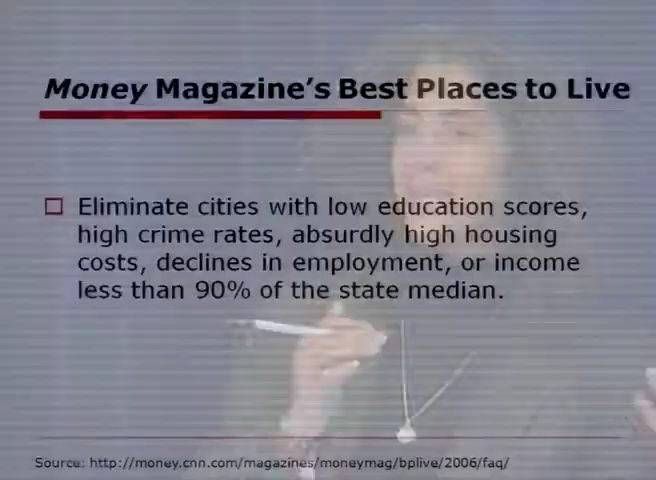 Money Magazine's Best Places to Live
Eliminate cities with low education scores,
high crime rates, absurdly high housing
costs, declines in employment, or income
less than 90% of the state median.
Source: http://money.cnn.com/magazines/moneymag/bplive/2006/faq/